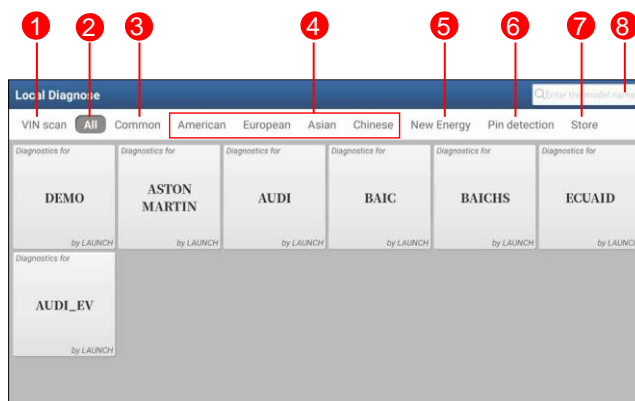 1 2 3 4 5 6 7 8
Local Diagnose Enter the model name
VIN scan All Common American European Asian Chinese New Energy Pin detection Store
Diagnostics for Diagnostics for Diagnostics for Diagnostics for Diagnostics for Diagnostics for
DEMO ASTON MARTIN AUDI BAIC BAICHS ECUAID
by LAUNCH by LAUNCH by LAUNCH by LAUNCH by LAUNCH by LAUNCH
Diagnostics for
AUDI_EV
by LAUNCH